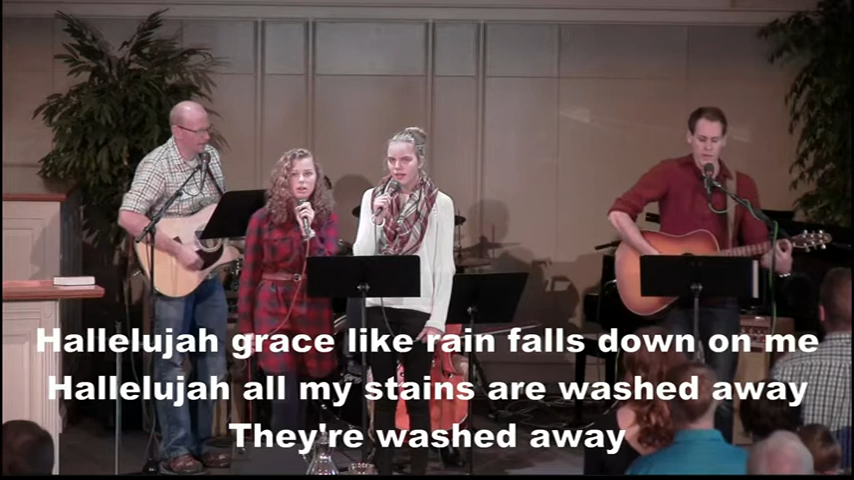 Hallelujah grace like rain falls down on me
Hallelujah all my stains are washed away
They're washed away